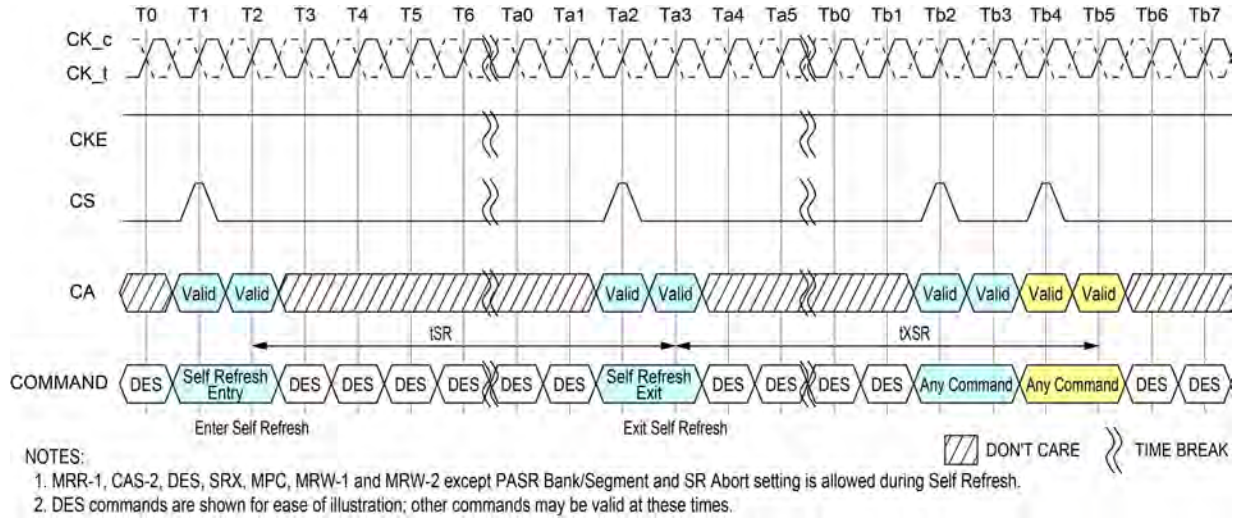 T0 T1 T2 T3 T4 T5 T6 Ta0 Ta1 Ta2 Ta3 Ta4 Ta5 Tb0 Tb1 Tb2 Tb3 Tb4 Tb5 Tb6 Tb7
CK_c
CK_t
CKE
CS
CA Valid Valid Valid Valid Valid Valid Valid Valid
tSR tXSR
COMMAND DES Self Refresh Entry DES DES DES DES DES DES Self Refresh Exit DES DES DES DES Any Command Any Command DES DES
Enter Self Refresh Exit Self Refresh
DON'T CARE TIME BREAK
NOTES:
1. MRR-1, CAS-2, DES, SRX, MPC, MRW-1 and MRW-2 except PASR Bank/Segment and SR Abort setting is allowed during Self Refresh.
2. DES commands are shown for ease of illustration; other commands may be valid at these times.